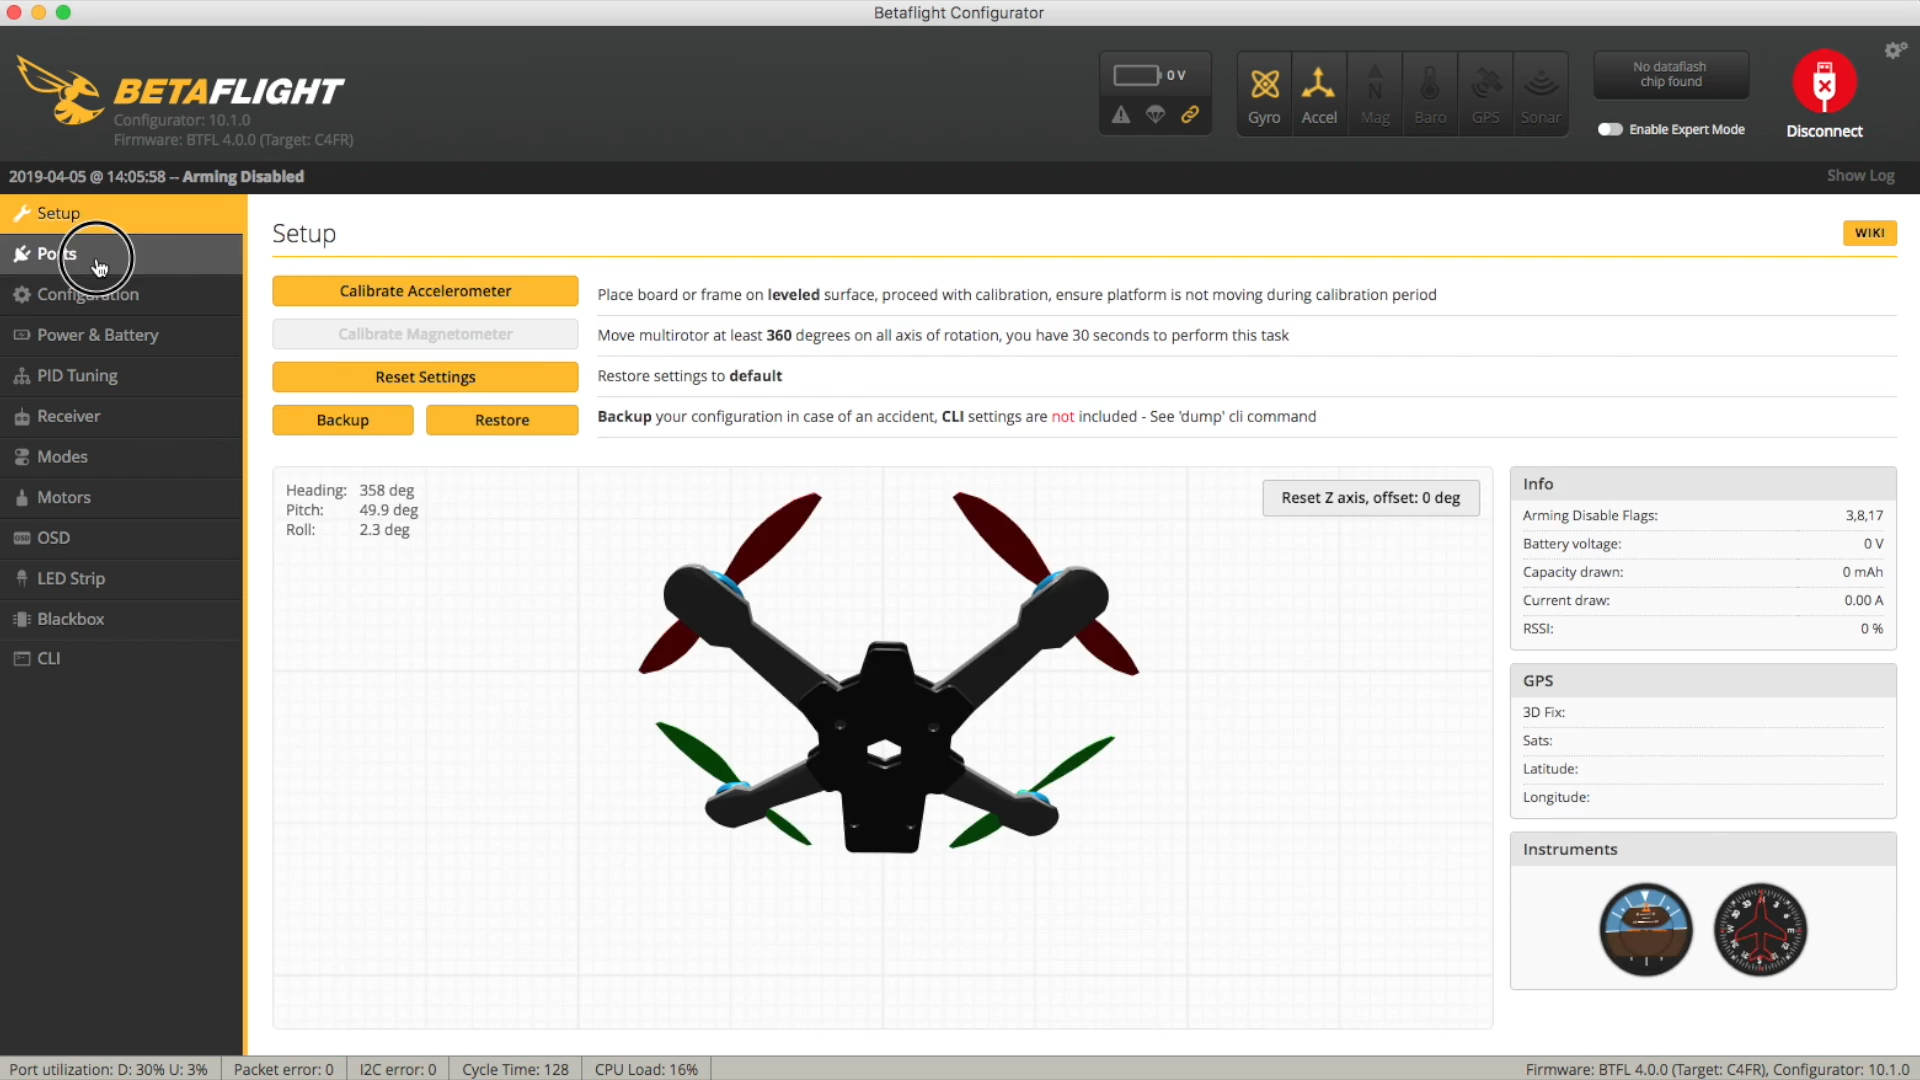 Betaflight Configurator
BETAFLIGHT
Configurator: 10.1.0
Firmware: BTFL 4.0.0 (Target: C4FR)
0 V
Gyro
Accel
Mag
Baro
GPS
Sonar
No dataflash
chip found
Enable Expert Mode
Disconnect
2019-04-05 @ 14:05:58 -- Arming Disabled
Show Log
Setup
Ports
Configuration
Power & Battery
PID Tuning
Receiver
Modes
Motors
OSD
LED Strip
Blackbox
CLI
Setup
WIKI
Calibrate Accelerometer
Place board or frame on leveled surface, proceed with calibration, ensure platform is not moving during calibration period
Calibrate Magnetometer
Move multirotor at least 360 degrees on all axis of rotation, you have 30 seconds to perform this task
Reset Settings
Restore settings to default
Backup
Restore
Backup your configuration in case of an accident, CLI settings are not included - See 'dump' cli command
Heading: 358 deg
Pitch: 49.9 deg
Roll: 2.3 deg
Reset Z axis, offset: 0 deg
Info
Arming Disable Flags: 3,8,17
Battery voltage: 0 V
Capacity drawn: 0 mAh
Current draw: 0.00 A
RSSI: 0 %
GPS
3D Fix:
Sats:
Latitude:
Longitude:
Instruments
Port utilization: D: 30% U: 3%
Packet error: 0
I2C error: 0
Cycle Time: 128
CPU Load: 16%
Firmware: BTFL 4.0.0 (Target: C4FR), Configurator: 10.1.0